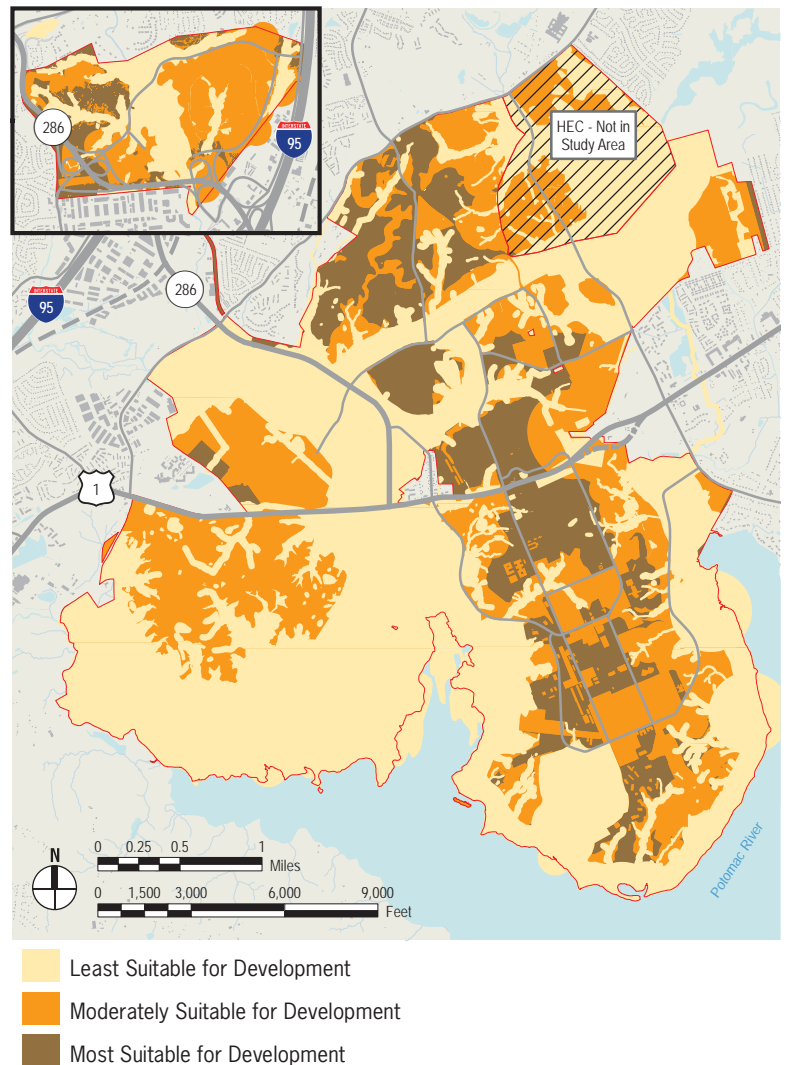 286
INTERSTATE
95
HEC - Not in
Study Area
INTERSTATE
95
286
1
Potomac River
N
0 0.25 0.5 1
Miles
0 1,500 3,000 6,000 9,000
Feet
Least Suitable for Development
Moderately Suitable for Development
Most Suitable for Development